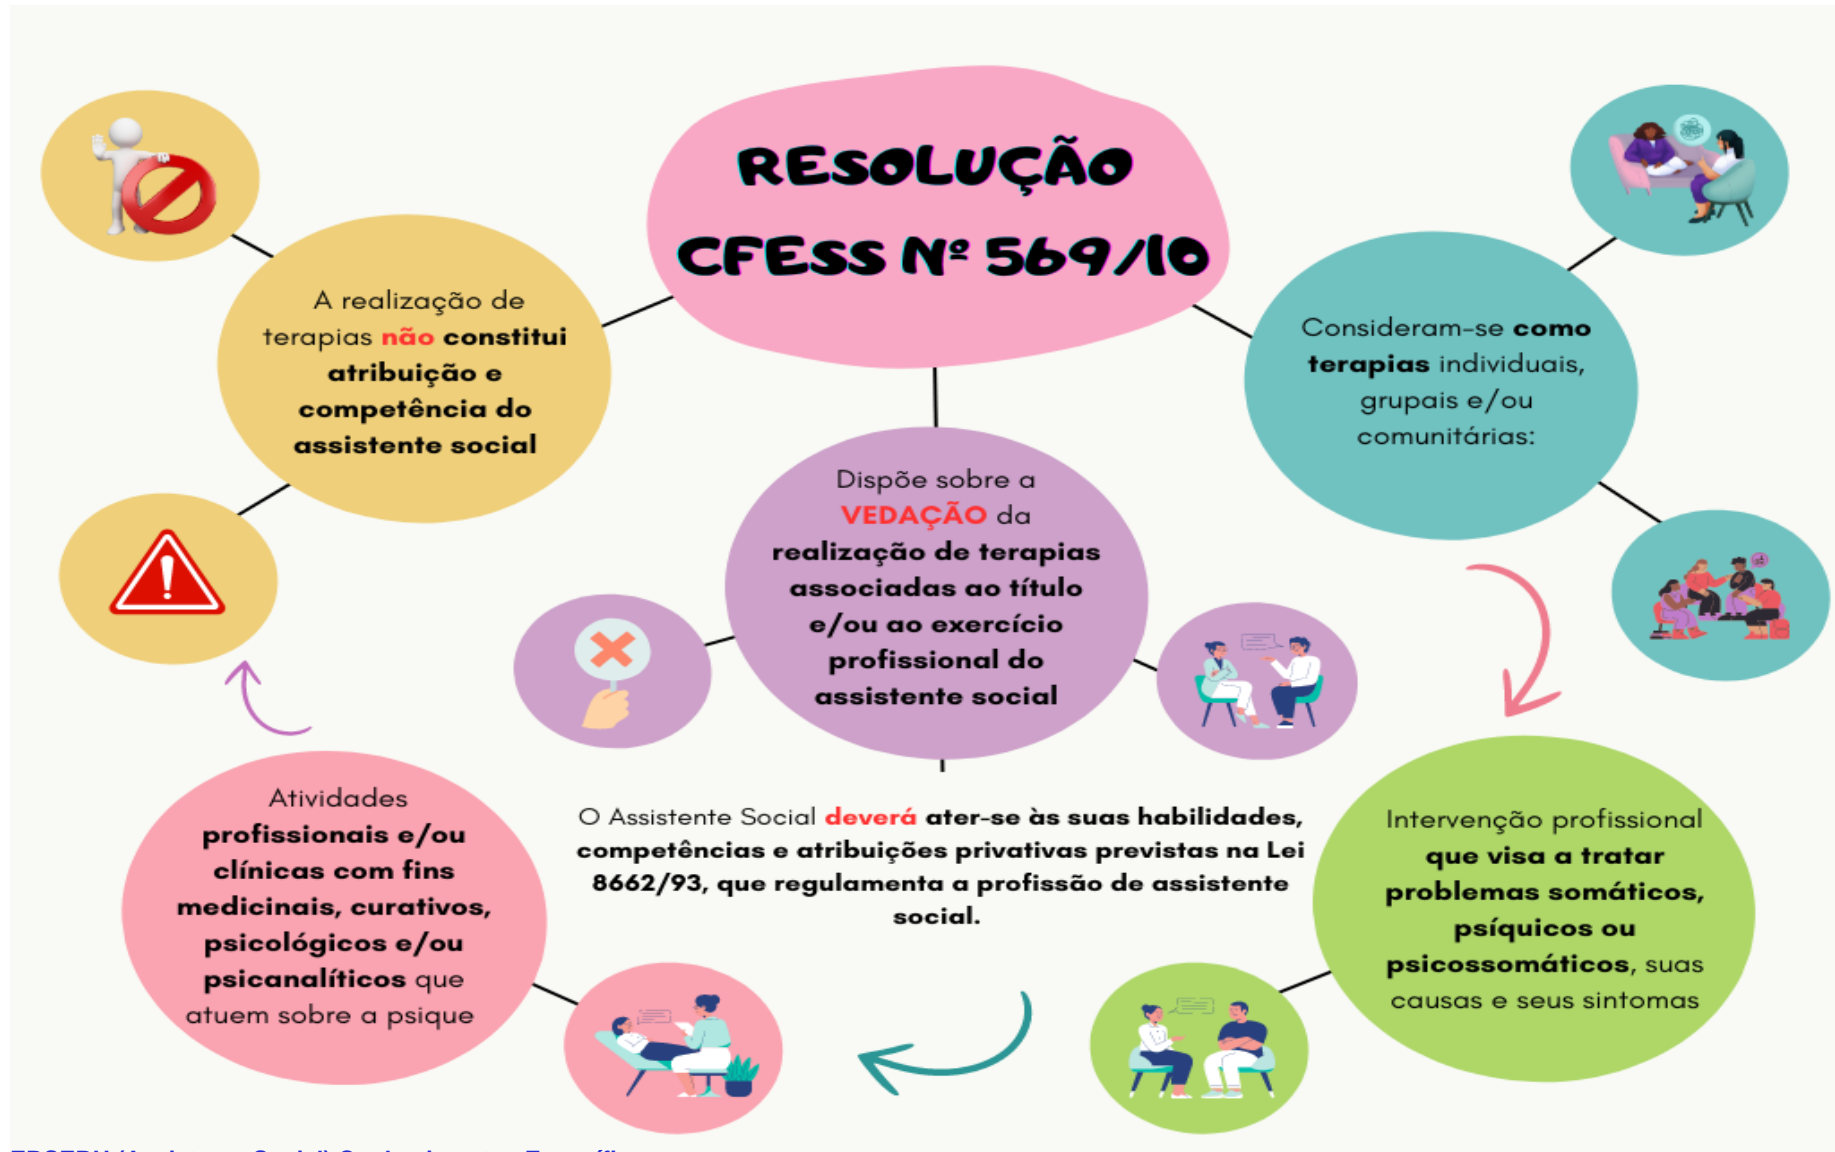 RESOLUÇÃO
CFESS Nº 569/10
A realização de
terapias não constitui
atribuição e
competência do
assistente social
Dispõe sobre a
VEDAÇÃO da
realização de terapias
associadas ao título
e/ou ao exercício
profissional do
assistente social
Consideram-se como
terapias individuais,
grupais e/ou
comunitárias:
Intervenção profissional
que visa a tratar
problemas somáticos,
psíquicos ou
psicossomáticos, suas
causas e seus sintomas
Atividades
profissionais e/ou
clínicas com fins
medicinais, curativos,
psicológicos e/ou
psicanalíticos que
atuem sobre a psique
O Assistente Social deverá ater-se às suas habilidades,
competências e atribuições privativas previstas na Lei
8662/93, que regulamenta a profissão de assistente
social.